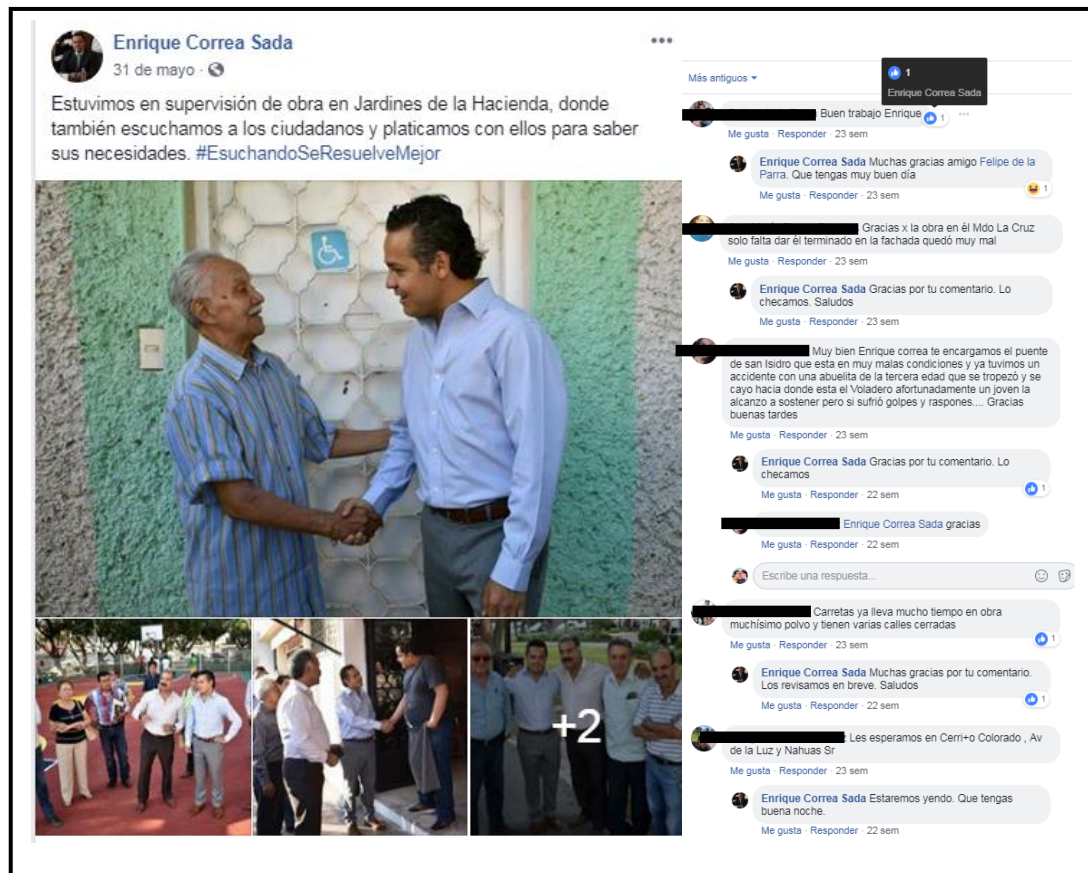 Enrique Correa Sada
31 de mayo ·
Estuvimos en supervisión de obra en Jardines de la Hacienda, donde
también escuchamos a los ciudadanos y platicamos con ellos para saber
sus necesidades. #EsuchandoSeResuelveMejor
+2
Más antiguos
1
Enrique Correa Sada
Buen trabajo Enrique
1
Me gusta · Responder · 23 sem
Enrique Correa Sada Muchas gracias amigo Felipe de la
Parra. Que tengas muy buen día
1
Me gusta · Responder · 23 sem
Gracias x la obra en él Mdo La Cruz
solo falta dar él terminado en la fachada quedó muy mal
Me gusta · Responder · 23 sem
Enrique Correa Sada Gracias por tu comentario. Lo
checamos. Saludos
Me gusta · Responder · 23 sem
Muy bien Enrique correa te encargamos el puente
de san Isidro que esta en muy malas condiciones y ya tuvimos un
accidente con una abuelita de la tercera edad que se tropezó y se
cayo hacia donde esta el Voladero afortunadamente un joven la
alcanzo a sostener pero si sufrió golpes y raspones.... Gracias
buenas tardes
Me gusta · Responder · 23 sem
Enrique Correa Sada Gracias por tu comentario. Lo
checamos
1
Me gusta · Responder · 22 sem
Enrique Correa Sada gracias
Me gusta · Responder · 22 sem
Escribe una respuesta...
Carretas ya lleva mucho tiempo en obra
muchísimo polvo y tienen varias calles cerradas
1
Me gusta · Responder · 23 sem
Enrique Correa Sada Muchas gracias por tu comentario.
Los revisamos en breve. Saludos
1
Me gusta · Responder · 22 sem
Les esperamos en Cerri+o Colorado , Av
de la Luz y Nahuas Sr
Me gusta · Responder · 23 sem
Enrique Correa Sada Estaremos yendo. Que tengas
buena noche.
Me gusta · Responder · 22 sem